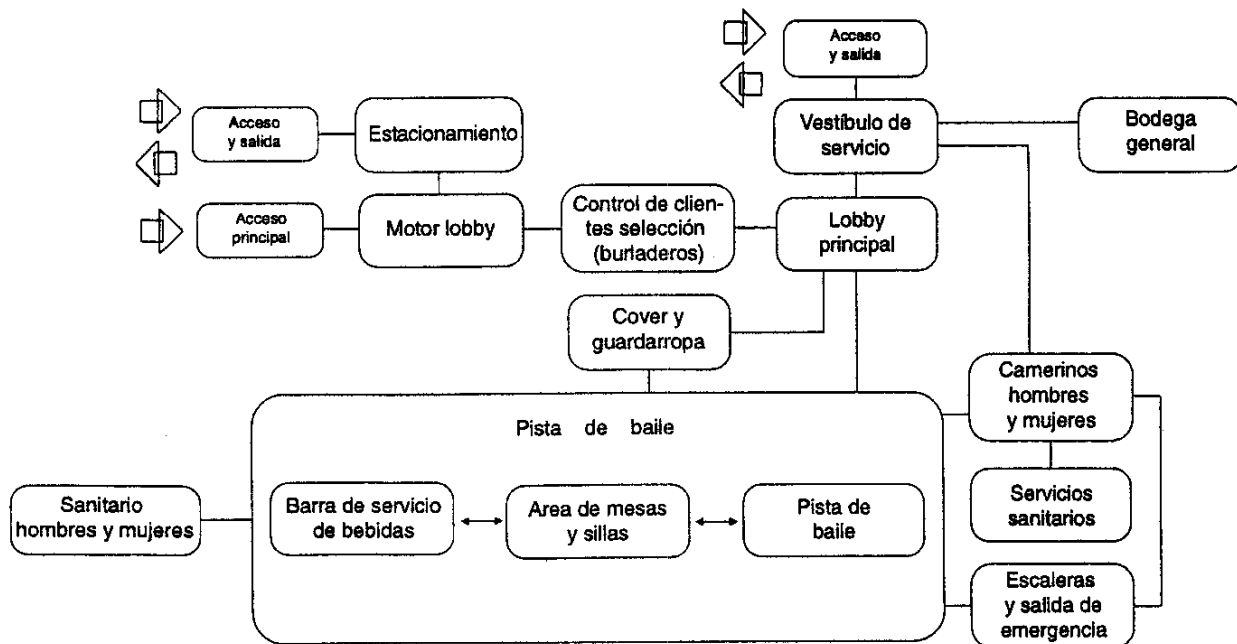 Acceso
y salida
Acceso
y salida
Estacionamiento
Vestíbulo de
servicio
Bodega
general
Acceso
principal
Motor lobby
Control de clien-
tes selección
(burladeros)
Lobby
principal
Cover y
guardarropa
Camerinos
hombres
y mujeres
Pista de baile
Sanitario
hombres y mujeres
Barra de servicio
de bebidas
Area de mesas
y sillas
Pista de
baile
Servicios
sanitarios
Escaleras
y salida de
emergencia